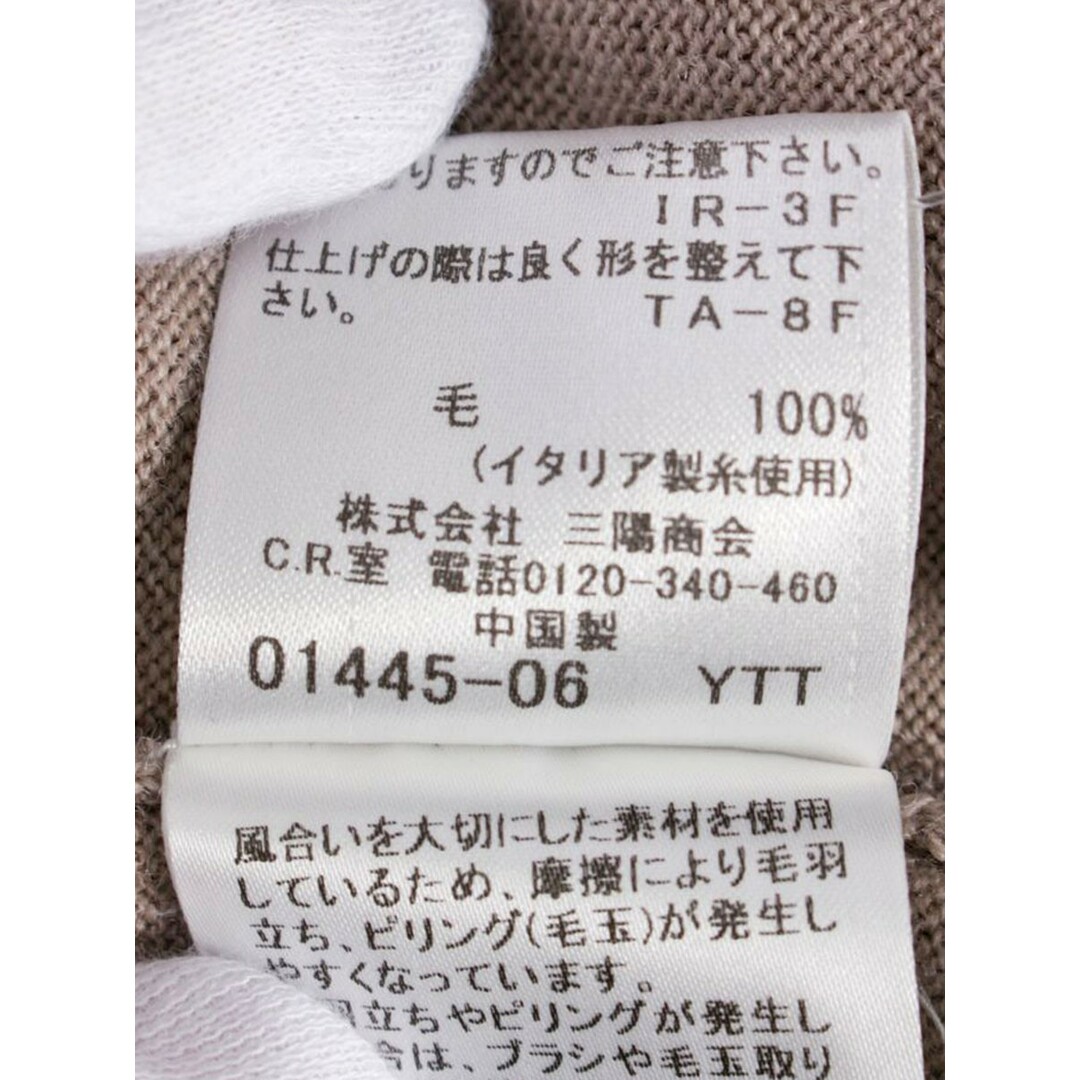 りますのでご注意下さい。
IR-3F
仕上げの際は良く形を整えて下
さい。 TA-8F
毛 100%
(イタリア製糸使用)
株式会社 三陽商会
C.R.室 電話0120-340-460
中国製
01445-06 YTT
風合いを大切にした素材を使用
しているため、摩擦により毛羽
立ち、ピリング(毛玉)が発生し
やすくなっています。
立ちやピリングが発生し
は、ブラシや毛玉取り